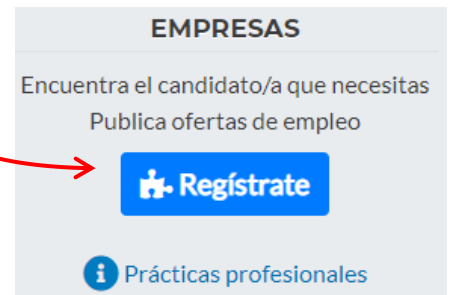 EMPRESAS
Encuentra el candidato/a que necesitas
Publica ofertas de empleo
Regístrate
Prácticas profesionales